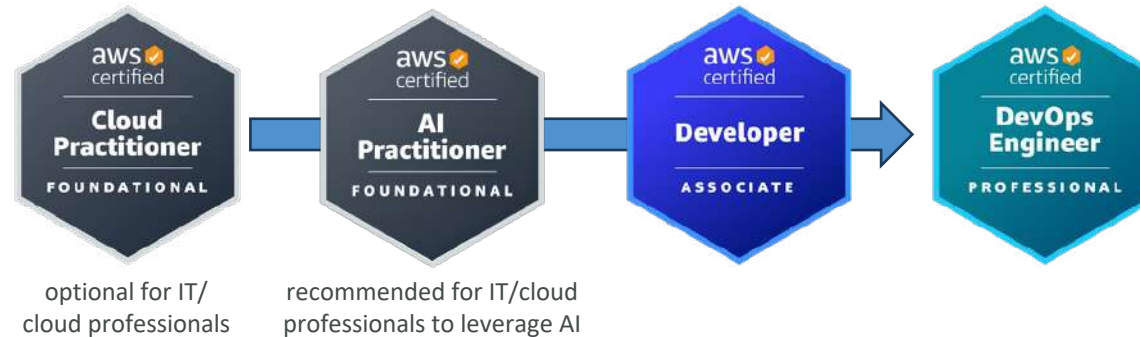 aws
certified
Cloud
Practitioner
FOUNDATIONAL
aws
certified
AI
Practitioner
FOUNDATIONAL
aws
certified
Developer
ASSOCIATE
aws
certified
DevOps
Engineer
PROFESSIONAL
optional for IT/
cloud professionals
recommended for IT/cloud
professionals to leverage AI